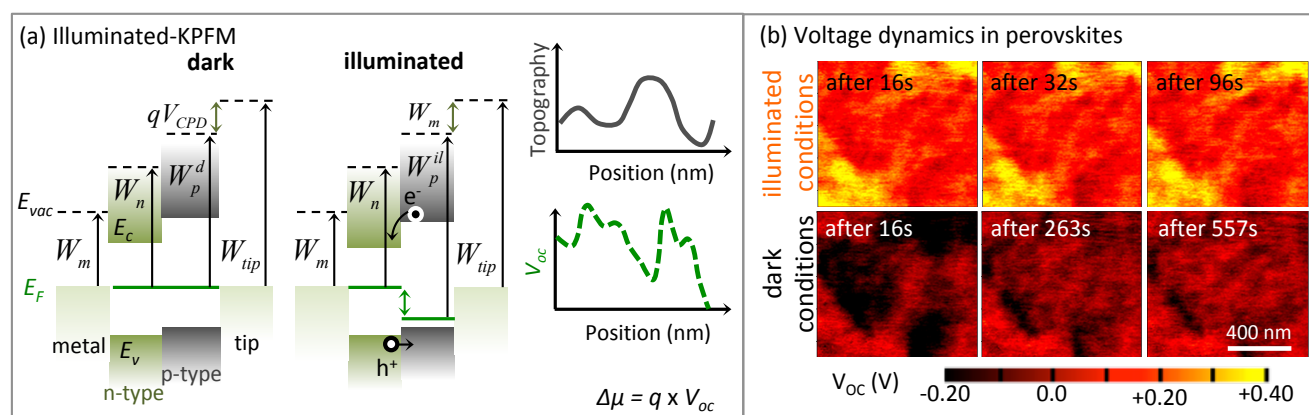 (a) Illuminated-KPFM
dark
illuminated
qV_CPD
W_n
W_p^d
E_vac
E_c
W_m
W_tip
E_F
metal
E_v
tip
n-type
p-type
W_m
W_n
W_p^il
e-
W_m
W_tip
h+
Topography
Position (nm)
V_oc
Position (nm)
Δμ = q x V_oc
(b) Voltage dynamics in perovskites
illuminated
conditions
after 16s
after 32s
after 96s
dark
conditions
after 16s
after 263s
after 557s
400 nm
V_OC (V)
-0.20
0.0
+0.20
+0.40